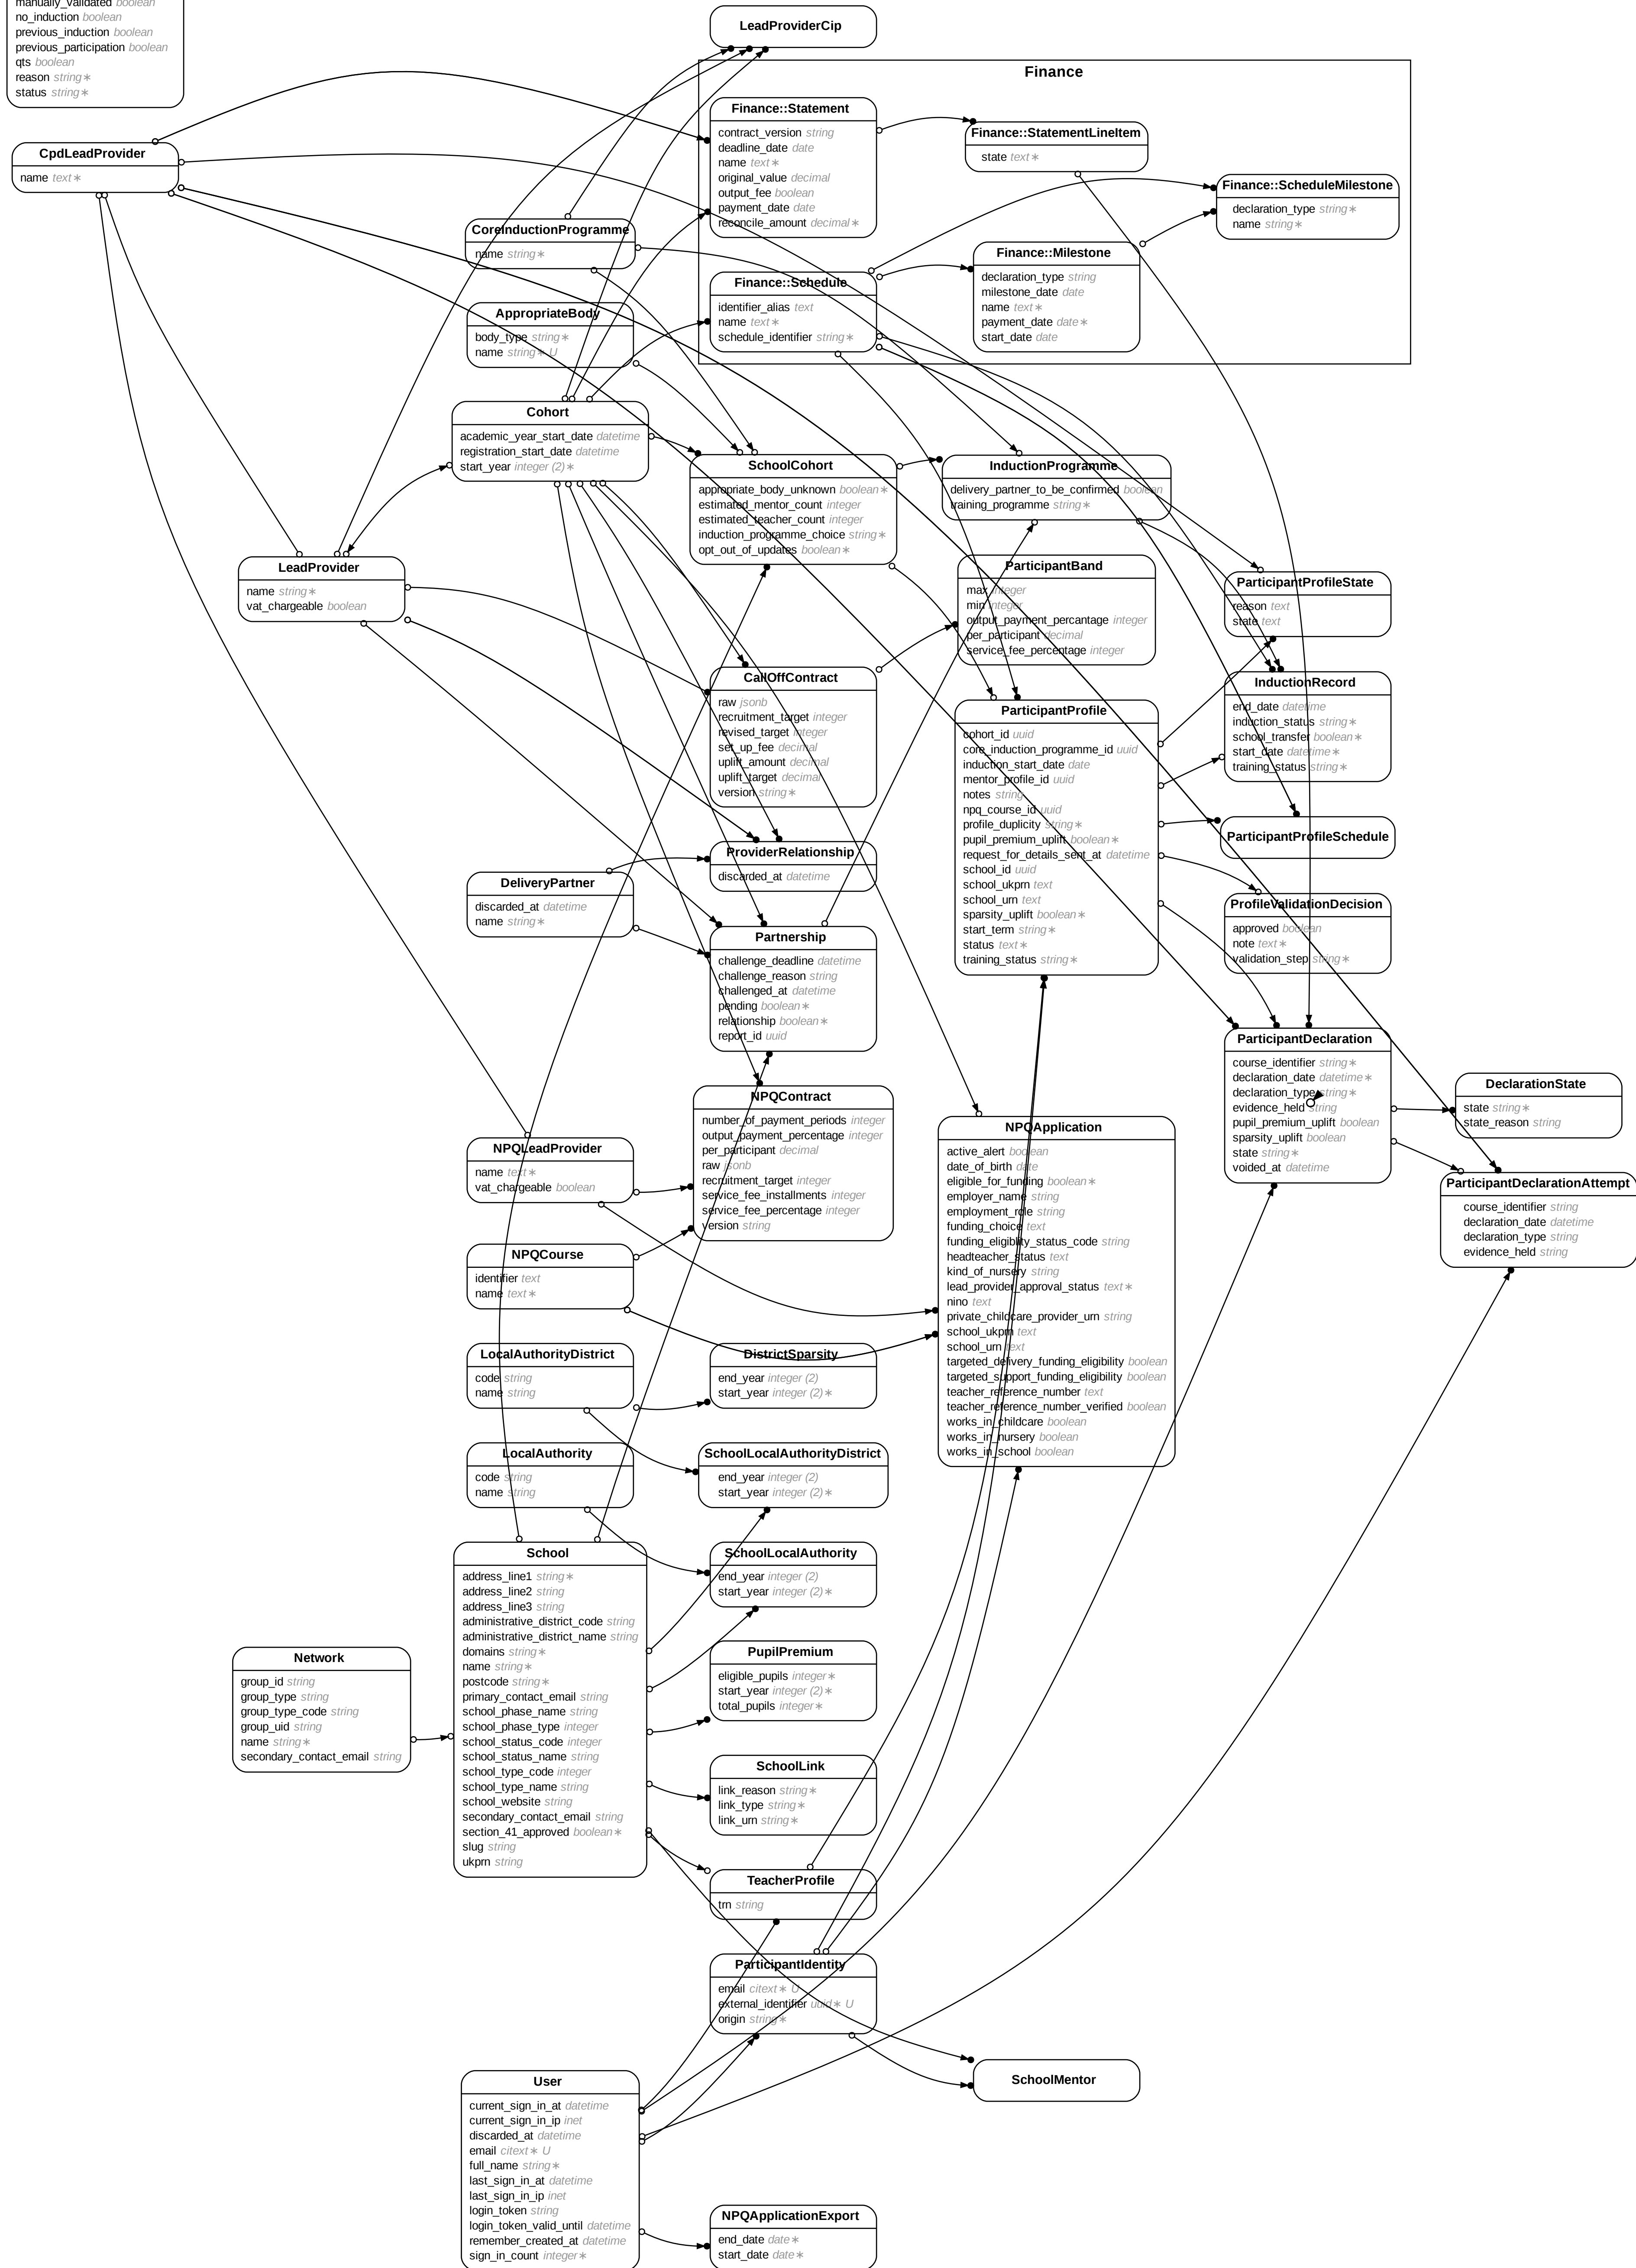 manually_validated boolean
no_induction boolean
previous_induction boolean
previous_participation boolean
qts boolean
reason string∗
status string∗
LeadProviderCip
Finance
Finance::Statement
contract_version string
deadline_date date
name text∗
original_value decimal
output_fee boolean
payment_date date
reconcile_amount decimal∗
Finance::StatementLineItem
state text∗
Finance::ScheduleMilestone
declaration_type string∗
name string∗
CpdLeadProvider
name text∗
CoreInductionProgramme
name string∗
Finance::Milestone
declaration_type string
milestone_date date
name text∗
payment_date date∗
start_date date
Finance::Schedule
identifier_alias text
name text∗
schedule_identifier string∗
AppropriateBody
body_type string∗
name string∗ U
Cohort
academic_year_start_date datetime
registration_start_date datetime
start_year integer (2)∗
SchoolCohort
appropriate_body_unknown boolean∗
estimated_mentor_count integer
estimated_teacher_count integer
induction_programme_choice string∗
opt_out_of_updates boolean∗
InductionProgramme
delivery_partner_to_be_confirmed boolean
training_programme string∗
LeadProvider
name string∗
vat_chargeable boolean
ParticipantBand
max integer
min integer
output_payment_percantage integer
per_participant decimal
service_fee_percentage integer
ParticipantProfileState
reason text
state text
CallOffContract
raw jsonb
recruitment_target integer
revised_target integer
set_up_fee decimal
uplift_amount decimal
uplift_target decimal
version string∗
InductionRecord
end_date datetime
induction_status string∗
school_transfer boolean∗
start_date datetime∗
training_status string∗
ParticipantProfile
cohort_id uuid
core_induction_programme_id uuid
induction_start_date date
mentor_profile_id uuid
notes string
npq_course_id uuid
profile_duplicity string∗
pupil_premium_uplift boolean∗
request_for_details_sent_at datetime
school_id uuid
school_ukprn text
school_urn text
sparsity_uplift boolean∗
start_term string∗
status text∗
training_status string∗
ParticipantProfileSchedule
ProviderRelationship
discarded_at datetime
DeliveryPartner
discarded_at datetime
name string∗
ProfileValidationDecision
approved boolean
note text∗
validation_step string∗
Partnership
challenge_deadline datetime
challenge_reason string
challenged_at datetime
pending boolean∗
relationship boolean∗
report_id uuid
ParticipantDeclaration
course_identifier string∗
declaration_date datetime∗
declaration_type string∗
evidence_held string
pupil_premium_uplift boolean
sparsity_uplift boolean
state string∗
voided_at datetime
DeclarationState
state string∗
state_reason string
NPQContract
number_of_payment_periods integer
output_payment_percentage integer
per_participant decimal
raw jsonb
recruitment_target integer
service_fee_installments integer
service_fee_percentage integer
version string
NPQApplication
active_alert boolean
date_of_birth date
eligible_for_funding boolean∗
employer_name string
employment_role string
funding_choice text
funding_eligiblity_status_code string
headteacher_status text
kind_of_nursery string
lead_provider_approval_status text∗
nino text
private_childcare_provider_urn string
school_ukprn text
school_urn text
targeted_delivery_funding_eligibility boolean
targeted_support_funding_eligibility boolean
teacher_reference_number text
teacher_reference_number_verified boolean
works_in_childcare boolean
works_in_nursery boolean
works_in_school boolean
NPQLeadProvider
name text∗
vat_chargeable boolean
ParticipantDeclarationAttempt
course_identifier string
declaration_date datetime
declaration_type string
evidence_held string
NPQCourse
identifier text
name text∗
LocalAuthorityDistrict
code string
name string
DistrictSparsity
end_year integer (2)
start_year integer (2)∗
LocalAuthority
code string
name string
SchoolLocalAuthorityDistrict
end_year integer (2)
start_year integer (2)∗
School
address_line1 string∗
address_line2 string
address_line3 string
administrative_district_code string
administrative_district_name string
domains string∗
name string∗
postcode string∗
primary_contact_email string
school_phase_name string
school_phase_type integer
school_status_code integer
school_status_name string
school_type_code integer
school_type_name string
school_website string
secondary_contact_email string
section_41_approved boolean∗
slug string
ukprn string
SchoolLocalAuthority
end_year integer (2)
start_year integer (2)∗
Network
group_id string
group_type string
group_type_code string
group_uid string
name string∗
secondary_contact_email string
PupilPremium
eligible_pupils integer∗
start_year integer (2)∗
total_pupils integer∗
SchoolLink
link_reason string∗
link_type string∗
link_urn string∗
TeacherProfile
trn string
ParticipantIdentity
email citext∗ U
external_identifier uuid∗ U
origin string∗
SchoolMentor
User
current_sign_in_at datetime
current_sign_in_ip inet
discarded_at datetime
email citext∗ U
full_name string∗
last_sign_in_at datetime
last_sign_in_ip inet
login_token string
login_token_valid_until datetime
remember_created_at datetime
sign_in_count integer∗
NPQApplicationExport
end_date date∗
start_date date∗